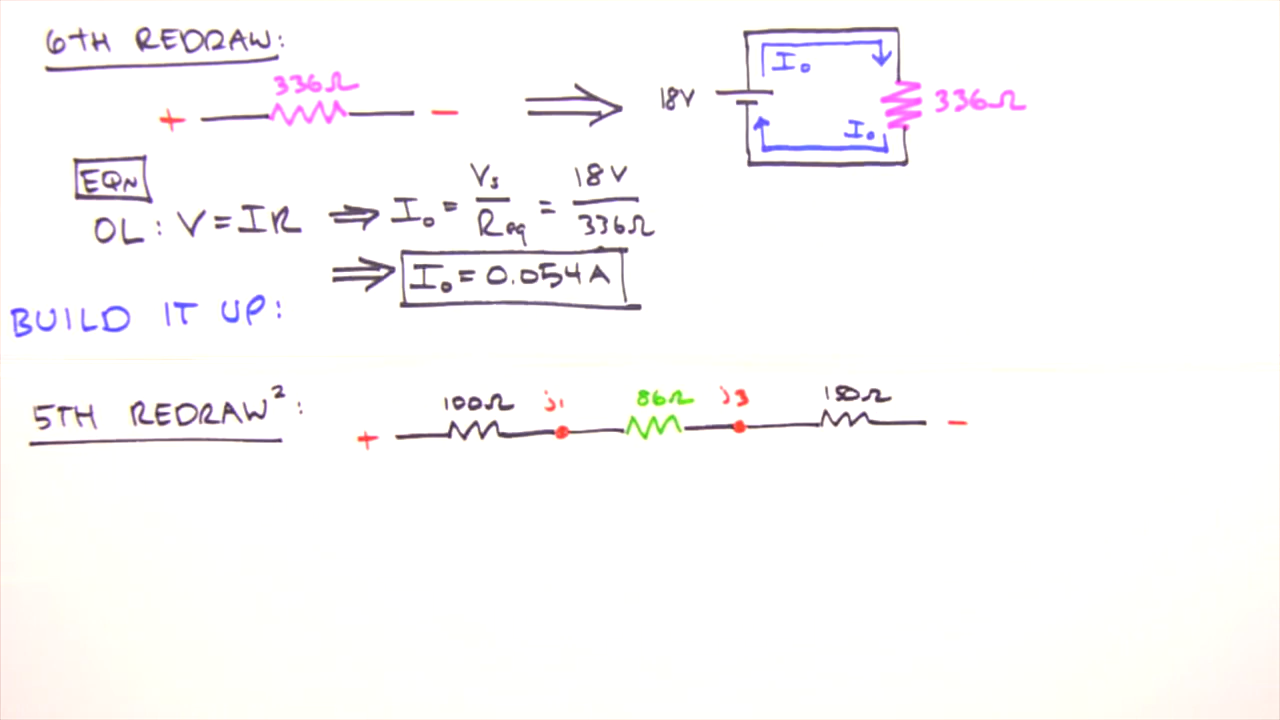 6TH REDRAW:
336Ω
+ −
18V
I₀
336Ω
I₀
EQN
OL: V = IR ⇒ I₀ = Vs/Req = 18V/336Ω
⇒ I₀ = 0.054A
BUILD IT UP:
5TH REDRAW²:
100Ω j1 86Ω j3 150Ω
+ −